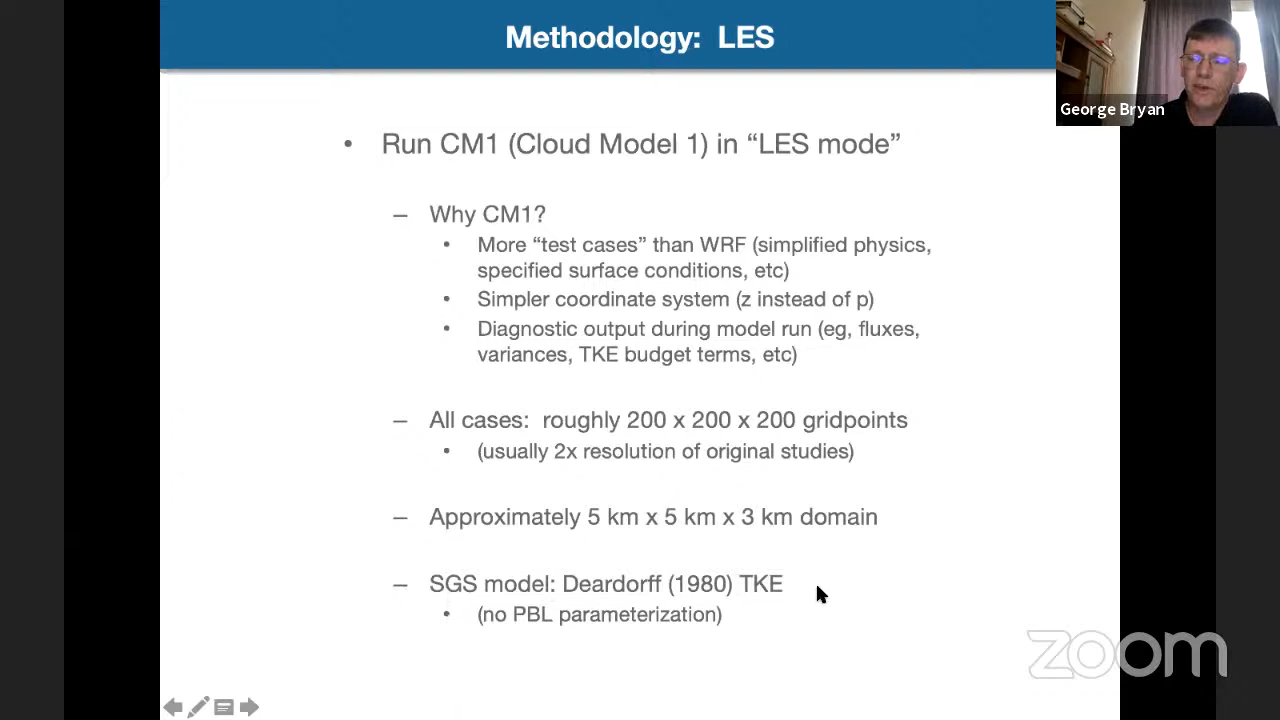 Methodology: LES
George Bryan
• Run CM1 (Cloud Model 1) in “LES mode”
– Why CM1?
• More “test cases” than WRF (simplified physics,
specified surface conditions, etc)
• Simpler coordinate system (z instead of p)
• Diagnostic output during model run (eg, fluxes,
variances, TKE budget terms, etc)
– All cases: roughly 200 x 200 x 200 gridpoints
• (usually 2x resolution of original studies)
– Approximately 5 km x 5 km x 3 km domain
– SGS model: Deardorff (1980) TKE
• (no PBL parameterization)
zoom